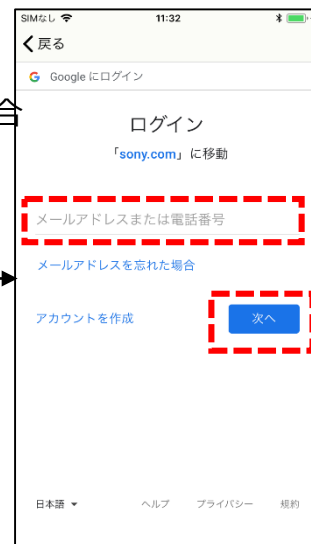 SIMなし 11:32
戻る
G Google にログイン
合
ログイン
「sony.com」に移動
メールアドレスまたは電話番号
メールアドレスを忘れた場合
アカウントを作成 次へ
日本語 ヘルプ プライバシー 規約